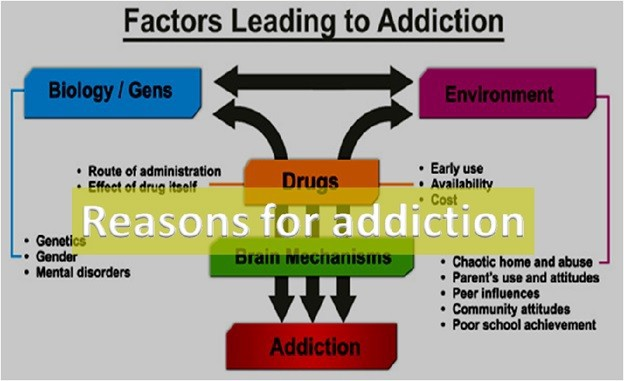 Factors Leading to Addiction
Biology / Gens
Environment
• Route of administration
• Effect of drug itself
Drugs
• Early use
• Availability
• Cost
Reasons for addiction
• Genetics
• Gender
• Mental disorders
Brain Mechanisms
• Chaotic home and abuse
• Parent's use and attitudes
• Peer influences
• Community attitudes
• Poor school achievement
Addiction